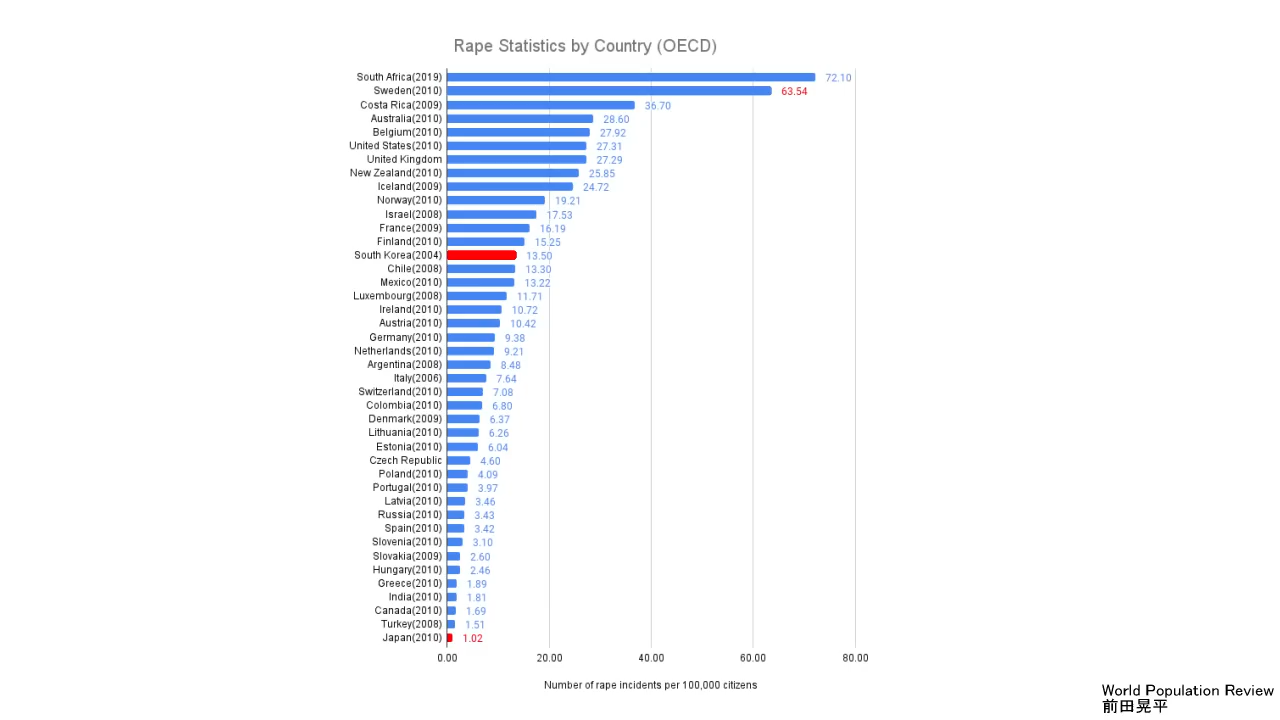 Rape Statistics by Country (OECD)
South Africa(2019) 72.10
Sweden(2010) 63.54
Costa Rica(2009) 36.70
Australia(2010) 28.60
Belgium(2010) 27.92
United States(2010) 27.31
United Kingdom 27.29
New Zealand(2010) 25.85
Iceland(2009) 24.72
Norway(2010) 19.21
Israel(2008) 17.53
France(2009) 16.19
Finland(2010) 15.25
South Korea(2004) 13.50
Chile(2008) 13.30
Mexico(2010) 13.22
Luxembourg(2008) 11.71
Ireland(2010) 10.72
Austria(2010) 10.42
Germany(2010) 9.38
Netherlands(2010) 9.21
Argentina(2008) 8.48
Italy(2006) 7.64
Switzerland(2010) 7.08
Colombia(2010) 6.80
Denmark(2009) 6.37
Lithuania(2010) 6.26
Estonia(2010) 6.04
Czech Republic 4.60
Poland(2010) 4.09
Portugal(2010) 3.97
Latvia(2010) 3.46
Russia(2010) 3.43
Spain(2010) 3.42
Slovenia(2010) 3.10
Slovakia(2009) 2.60
Hungary(2010) 2.46
Greece(2010) 1.89
India(2010) 1.81
Canada(2010) 1.69
Turkey(2008) 1.51
Japan(2010) 1.02
0.00 20.00 40.00 60.00 80.00
Number of rape incidents per 100,000 citizens
World Population Review
前田晃平